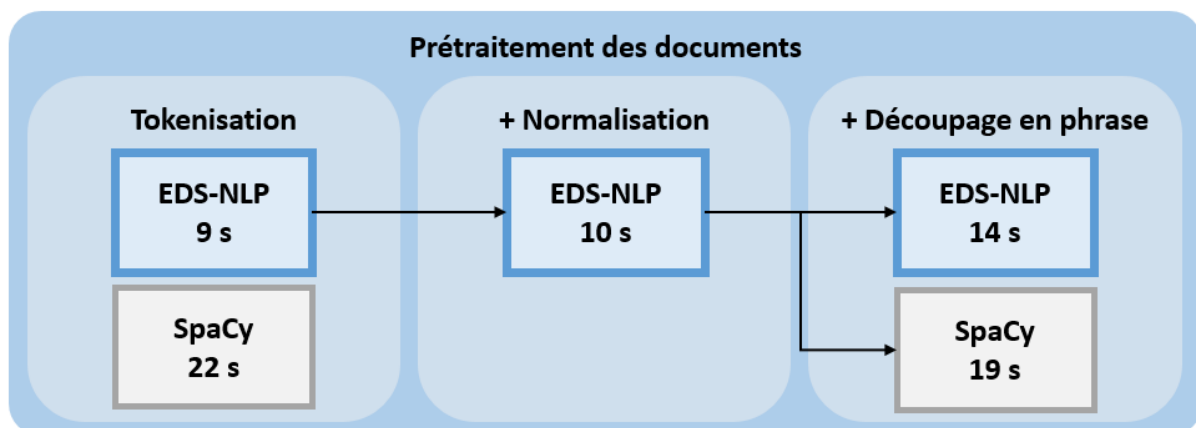 Prétraitement des documents
Tokenisation
EDS-NLP
9 s
SpaCy
22 s
+ Normalisation
EDS-NLP
10 s
+ Découpage en phrase
EDS-NLP
14 s
SpaCy
19 s